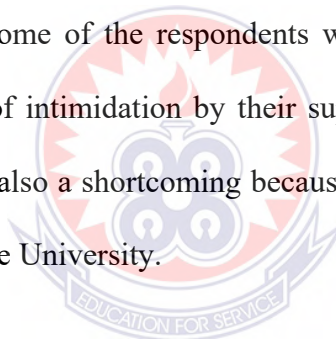 ome of the respondents w
of intimidation by their su
also a shortcoming becaus
e University.
EDUCATION FOR SERVICE